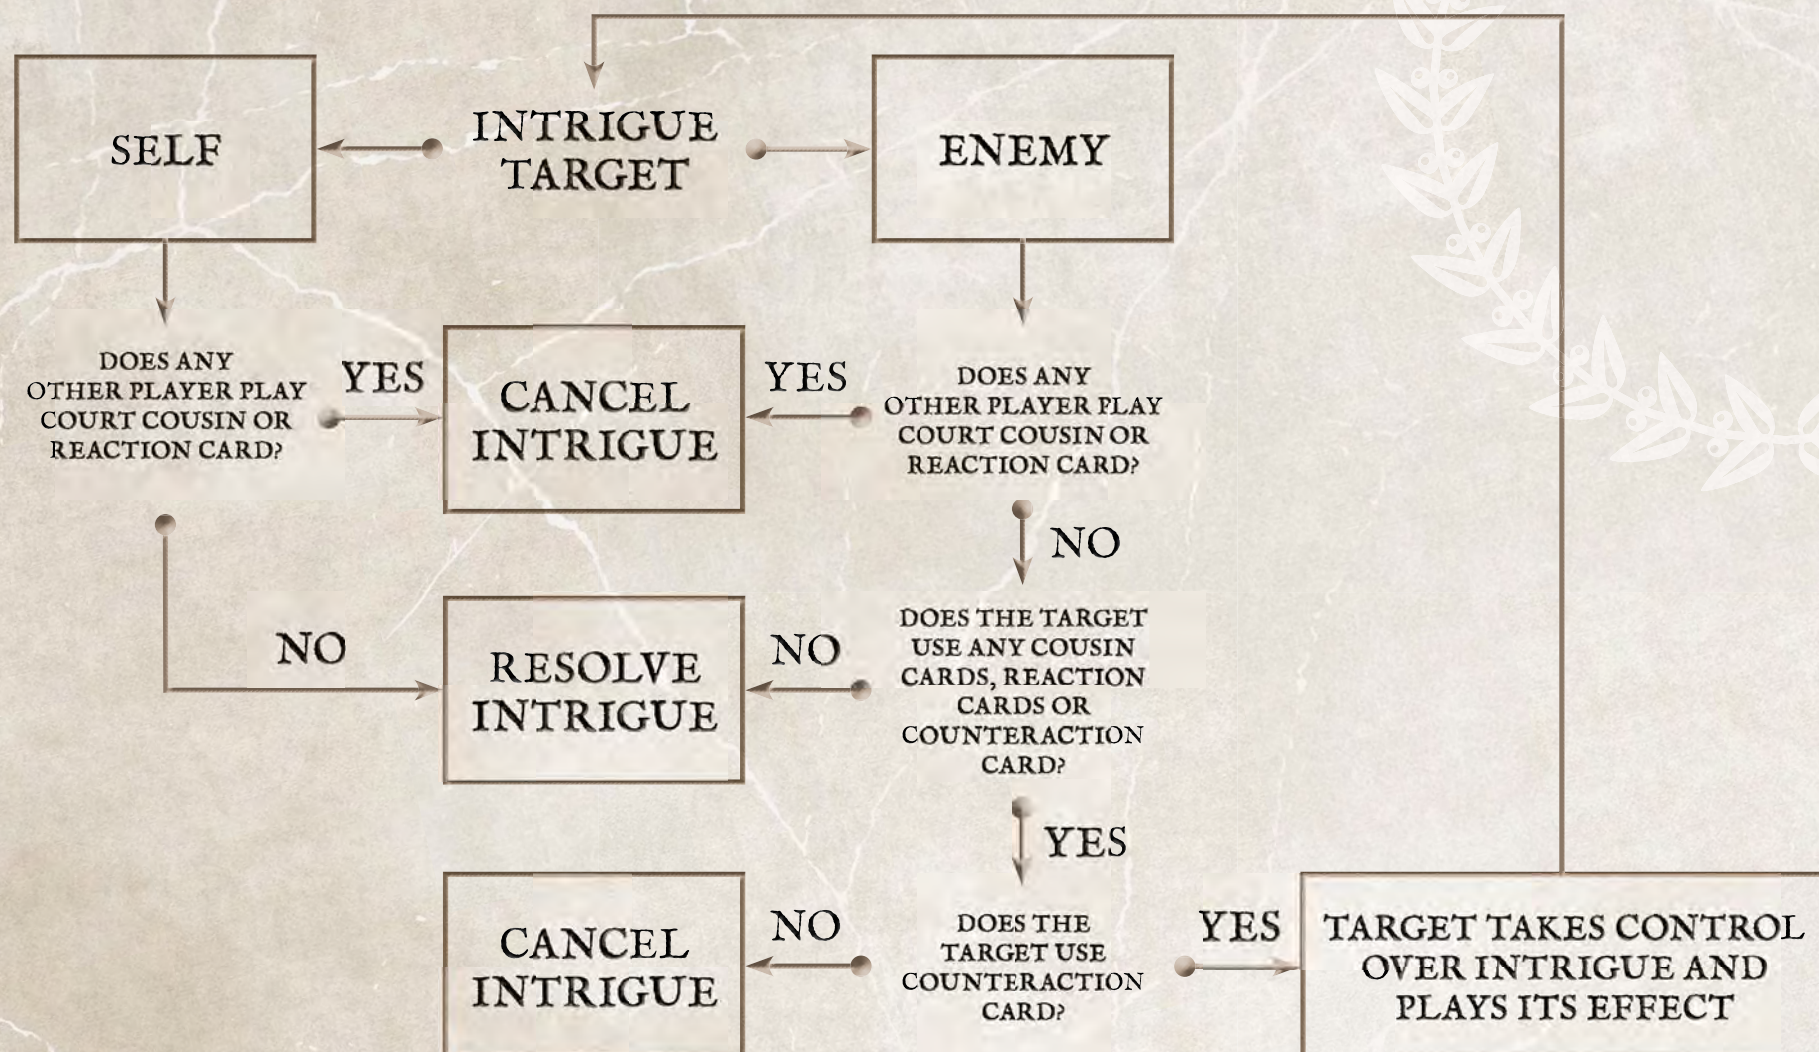 SELF
INTRIGUE
TARGET
ENEMY
DOES ANY
OTHER PLAYER PLAY
COURT COUSIN OR
REACTION CARD?
YES
CANCEL
INTRIGUE
YES
DOES ANY
OTHER PLAYER PLAY
COURT COUSIN OR
REACTION CARD?
NO
NO
RESOLVE
INTRIGUE
NO
DOES THE TARGET
USE ANY COUSIN
CARDS, REACTION
CARDS OR
COUNTERACTION
CARD?
YES
CANCEL
INTRIGUE
NO
DOES THE
TARGET USE
COUNTERACTION
CARD?
YES
TARGET TAKES CONTROL
OVER INTRIGUE AND
PLAYS ITS EFFECT